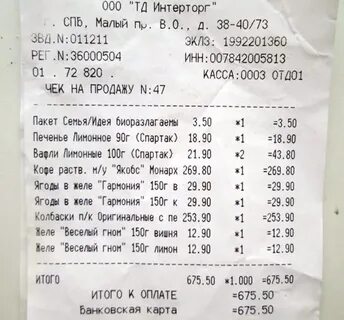 ООО "ТД Интерторг"
г. СПБ, Малый пр. В.О., д. 38-40/73
ЗВД.N:011211 ЭКЛЗ: 1992201360
РЕГ.N:36000504 ИНН:007842005813
01 . 72 820 . КАССА:0003 ОТД01
ЧЕК НА ПРОДАЖУ N:47
Пакет Семья/Идея биоразлагаемы 3.50 *1 =3.50
Печенье Лимонное 90г (Спартак) 18.90 *1 =18.90
Вафли Лимонные 100г (Спартак) 21.90 *2 =43.80
Кофе раств. м/у "Якобс" Монарх 269.80 *1 =269.80
Ягоды в желе "Гармония" 150г в 29.90 *1 =29.90
Ягоды в желе "Гармония" 150г к 29.90 *1 =29.90
Колбаски п/к Оригинальные с пе 253.90 *1 =253.90
Желе "Веселый гном" 150г вишня 12.90 *1 =12.90
Желе "Веселый гном" 150г лимон 12.90 *1 =12.90
ИТОГО 675.50 *1.000 =675.50
ИТОГО К ОПЛАТЕ =675.50
Банковская карта =675.50